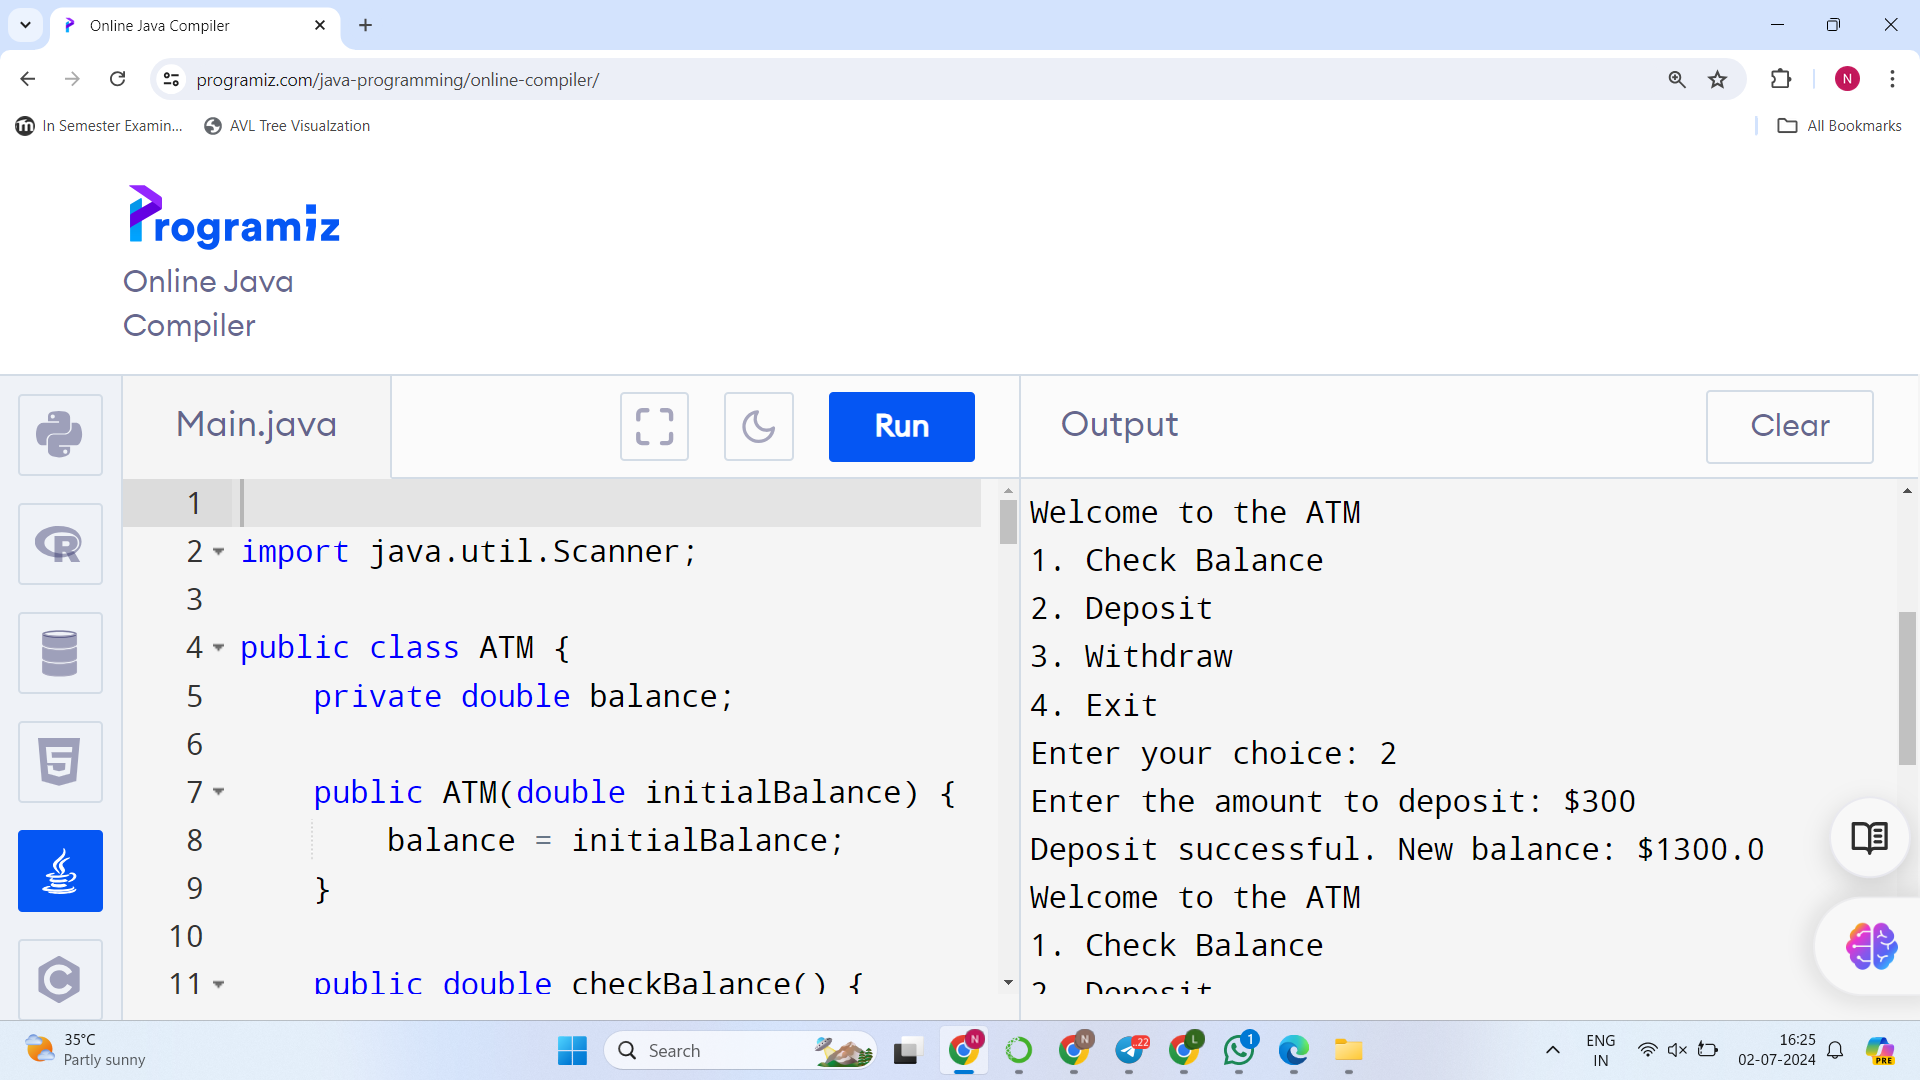 Online Java Compiler
programiz.com/java-programming/online-compiler/
N
In Semester Examin...
AVL Tree Visualzation
All Bookmarks
Programiz
Online Java
Compiler
Main.java
Run
Output
Clear
1
2 import java.util.Scanner;
3
4 public class ATM {
5 private double balance;
6
7 public ATM(double initialBalance) {
8 balance = initialBalance;
9 }
10
11 public double checkBalance() {
Welcome to the ATM
1. Check Balance
2. Deposit
3. Withdraw
4. Exit
Enter your choice: 2
Enter the amount to deposit: $300
Deposit successful. New balance: $1300.0
Welcome to the ATM
1. Check Balance
2. Deposit
35°C
Partly sunny
Search
N
N
..22
L
1
ENG
IN
16:25
02-07-2024
PRE